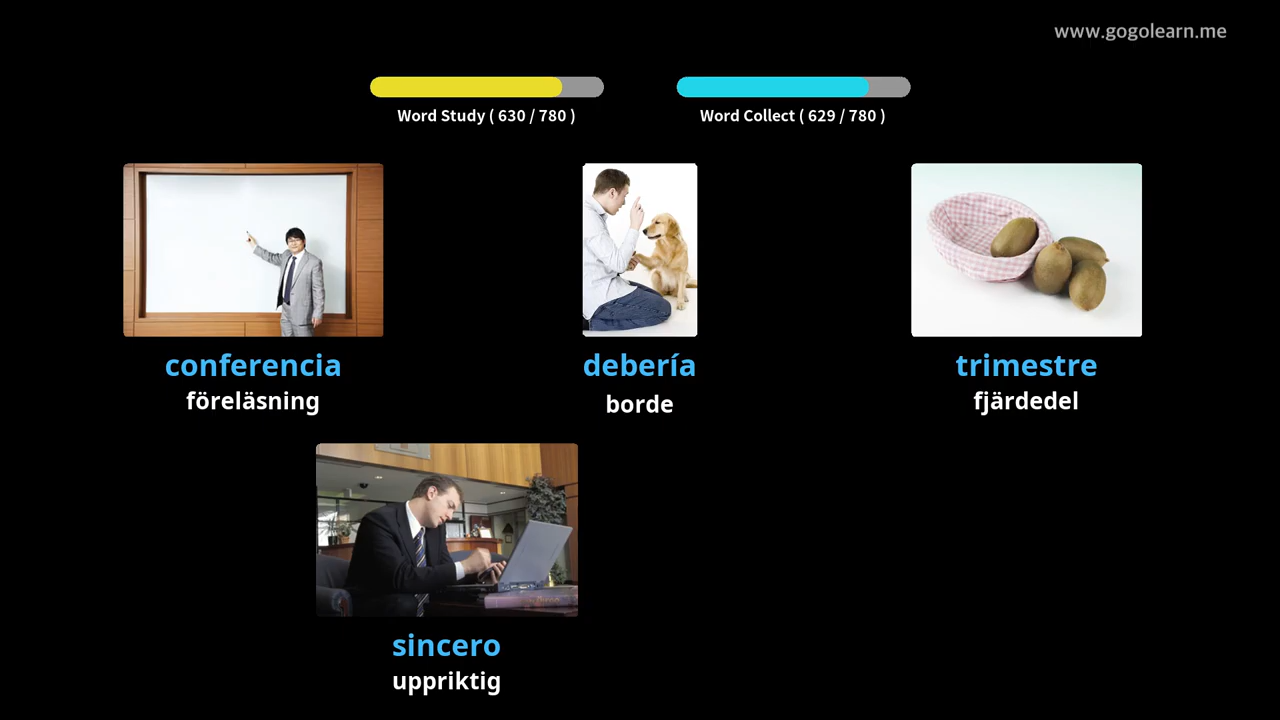 www.gogolearn.me
Word Study ( 630 / 780 )
Word Collect ( 629 / 780 )
conferencia
föreläsning
debería
borde
trimestre
fjärdedel
sincero
uppriktig